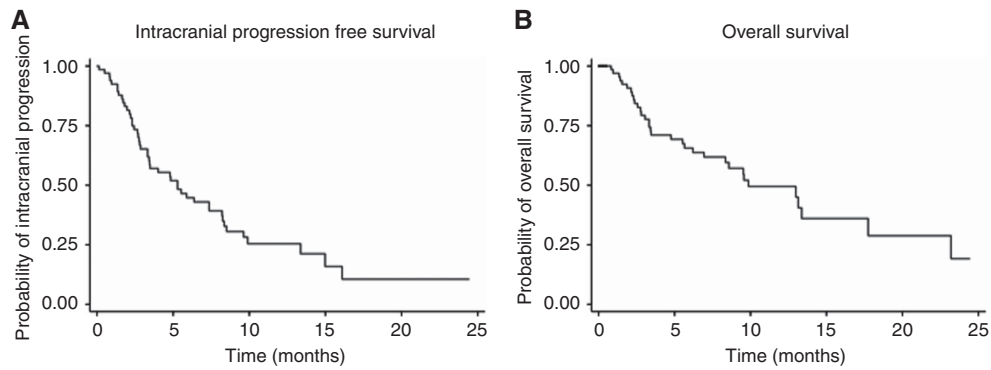 A
Intracranial progression free survival
Probability of intracranial progression
1.00
0.75
0.50
0.25
0.00
0
5
10
15
20
25
Time (months)
B
Overall survival
Probability of overall survival
1.00
0.75
0.50
0.25
0.00
0
5
10
15
20
25
Time (months)